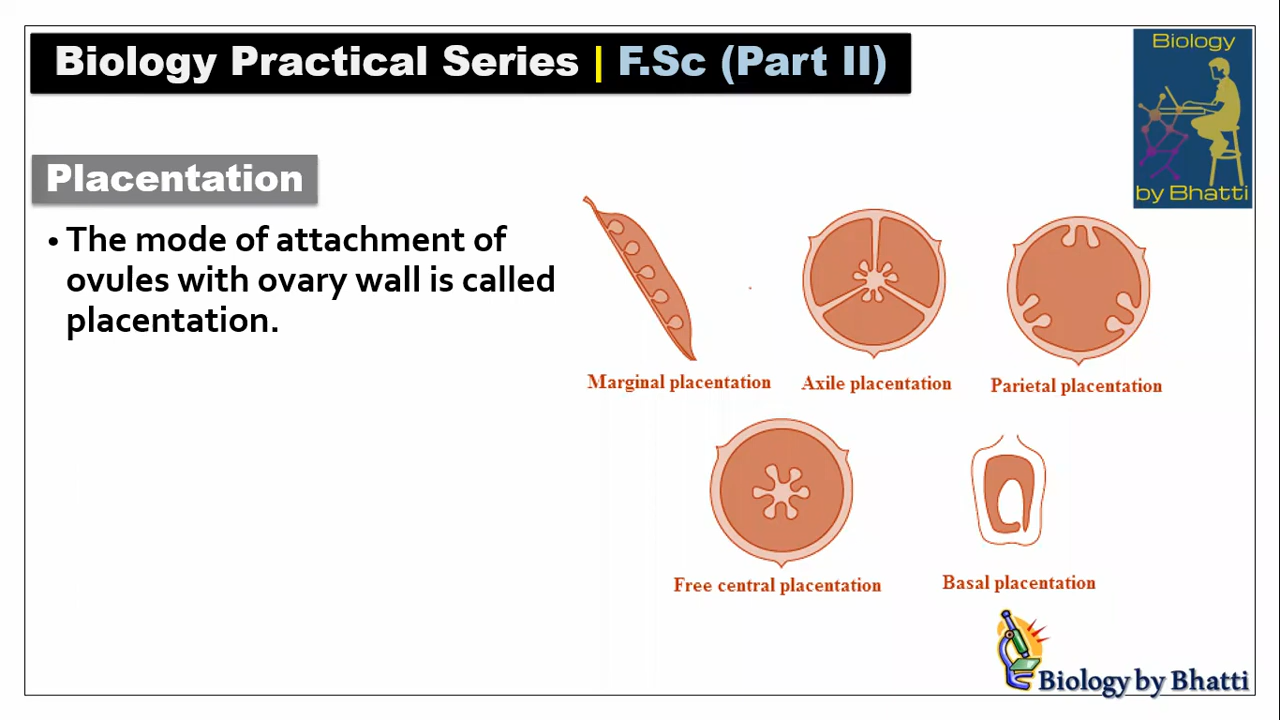 Biology Practical Series | F.Sc (Part II)
Biology
by Bhatti
Placentation
• The mode of attachment of
ovules with ovary wall is called
placentation.
Marginal placentation
Axile placentation
Parietal placentation
Free central placentation
Basal placentation
Biology by Bhatti